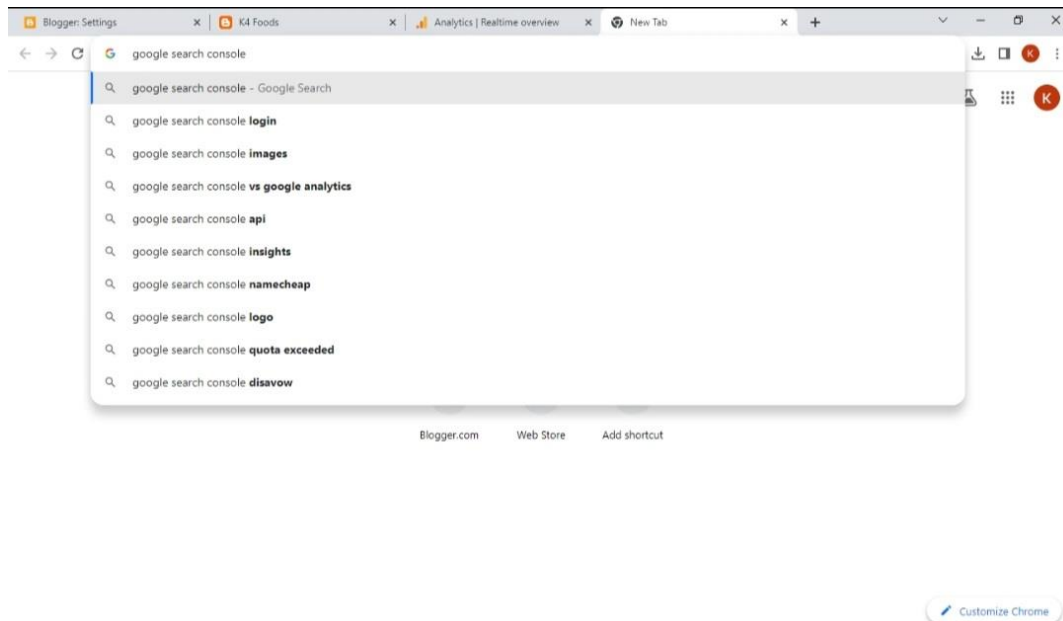 Blogger: Settings K4 Foods Analytics | Realtime overview New Tab
google search console K
google search console - Google Search
K
google search console login
google search console images
google search console vs google analytics
google search console api
google search console insights
google search console namecheap
google search console logo
google search console quota exceeded
google search console disavow
Blogger.com Web Store Add shortcut
Customize Chrome